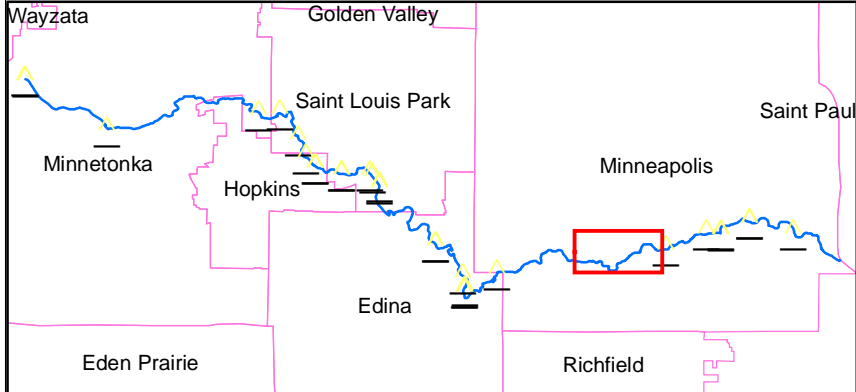 Wayzata
Golden Valley
Saint Louis Park
Saint Paul
Minnetonka
Minneapolis
Hopkins
Edina
Eden Prairie
Richfield